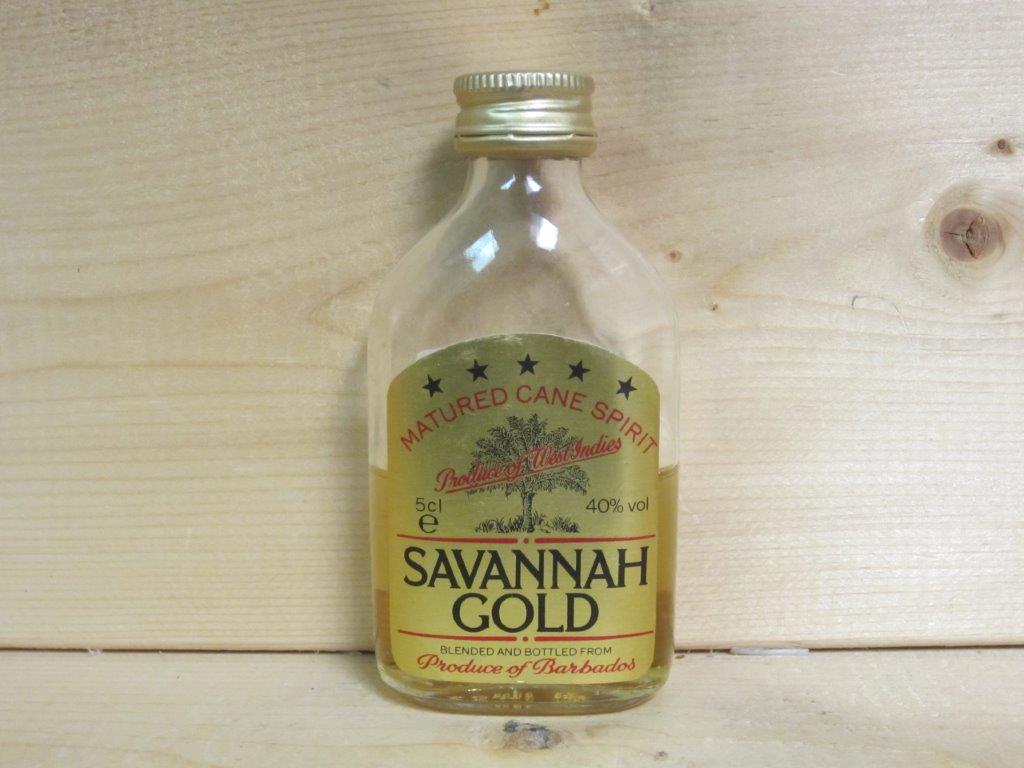 MATURED CANE SPIRIT
Produce of West Indies
5cl
e
40% vol
SAVANNAH
GOLD
BLENDED AND BOTTLED FROM
Produce of Barbados